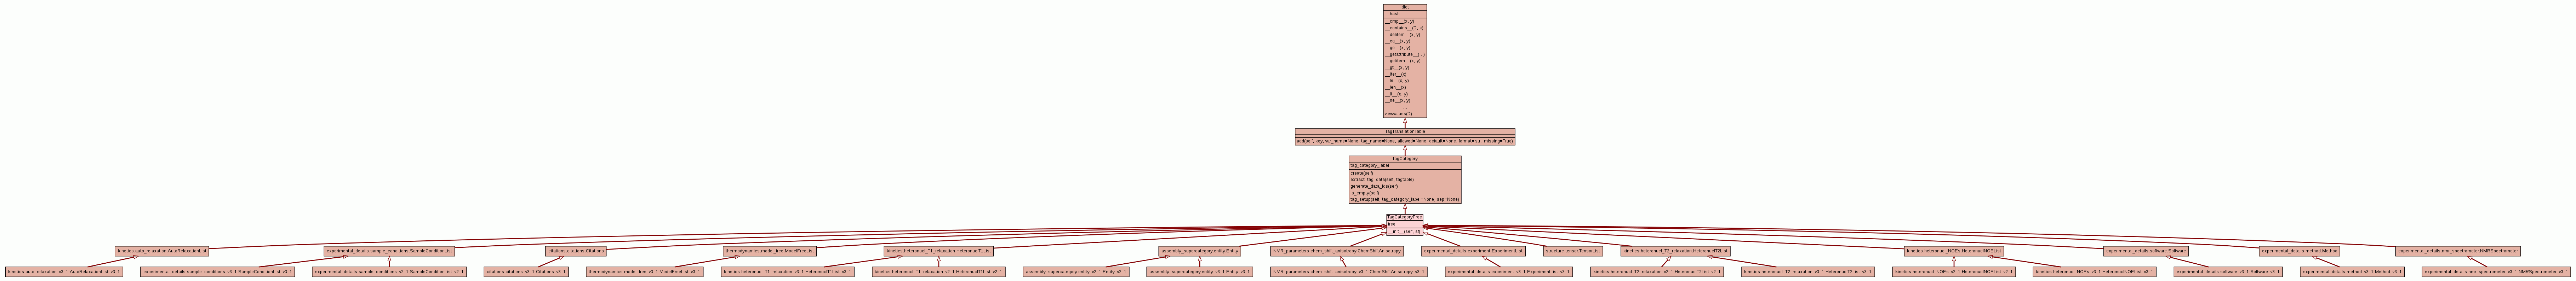 dict
__hash__
__cmp__(x, y)
__contains__(D, k)
__delitem__(x, y)
__eq__(x, y)
__ge__(x, y)
__getattribute__(...)
__getitem__(x, y)
__gt__(x, y)
__iter__(x)
__le__(x, y)
__len__(x)
__lt__(x, y)
__ne__(x, y)
...
viewvalues(D)
TagTranslationTable
add(self, key, var_name=None, tag_name=None, allowed=None, default=None, format='str', missing=True)
TagCategory
tag_category_label
create(self)
extract_tag_data(self, tagtable)
generate_data_ids(self)
is_empty(self)
tag_setup(self, tag_category_label=None, sep=None)
TagCategoryFree
free
__init__(self, sf)
kinetics.auto_relaxation.AutoRelaxationList
experimental_details.sample_conditions.SampleConditionList
citations.citations.Citations
thermodynamics.model_free.ModelFreeList
kinetics.heteronucl_T1_relaxation.HeteronuclT1List
assembly_supercategory.entity.Entity
NMR_parameters.chem_shift_anisotropy.ChemShiftAnisotropy
experimental_details.experiment.ExperimentList
structure.tensor.TensorList
kinetics.heteronucl_T2_relaxation.HeteronuclT2List
kinetics.heteronucl_NOEs.HeteronuclNOEList
experimental_details.software.Software
experimental_details.method.Method
experimental_details.nmr_spectrometer.NMRSpectrometer
kinetics.auto_relaxation_v3_1.AutoRelaxationList_v3_1
experimental_details.sample_conditions_v3_1.SampleConditionList_v3_1
experimental_details.sample_conditions_v2_1.SampleConditionList_v2_1
citations.citations_v3_1.Citations_v3_1
thermodynamics.model_free_v3_1.ModelFreeList_v3_1
kinetics.heteronucl_T1_relaxation_v3_1.HeteronuclT1List_v3_1
kinetics.heteronucl_T1_relaxation_v2_1.HeteronuclT1List_v2_1
assembly_supercategory.entity_v2_1.Entity_v2_1
assembly_supercategory.entity_v3_1.Entity_v3_1
NMR_parameters.chem_shift_anisotropy_v3_1.ChemShiftAnisotropy_v3_1
experimental_details.experiment_v3_1.ExperimentList_v3_1
kinetics.heteronucl_T2_relaxation_v2_1.HeteronuclT2List_v2_1
kinetics.heteronucl_T2_relaxation_v3_1.HeteronuclT2List_v3_1
kinetics.heteronucl_NOEs_v2_1.HeteronuclNOEList_v2_1
kinetics.heteronucl_NOEs_v3_1.HeteronuclNOEList_v3_1
experimental_details.software_v3_1.Software_v3_1
experimental_details.method_v3_1.Method_v3_1
experimental_details.nmr_spectrometer_v3_1.NMRSpectrometer_v3_1